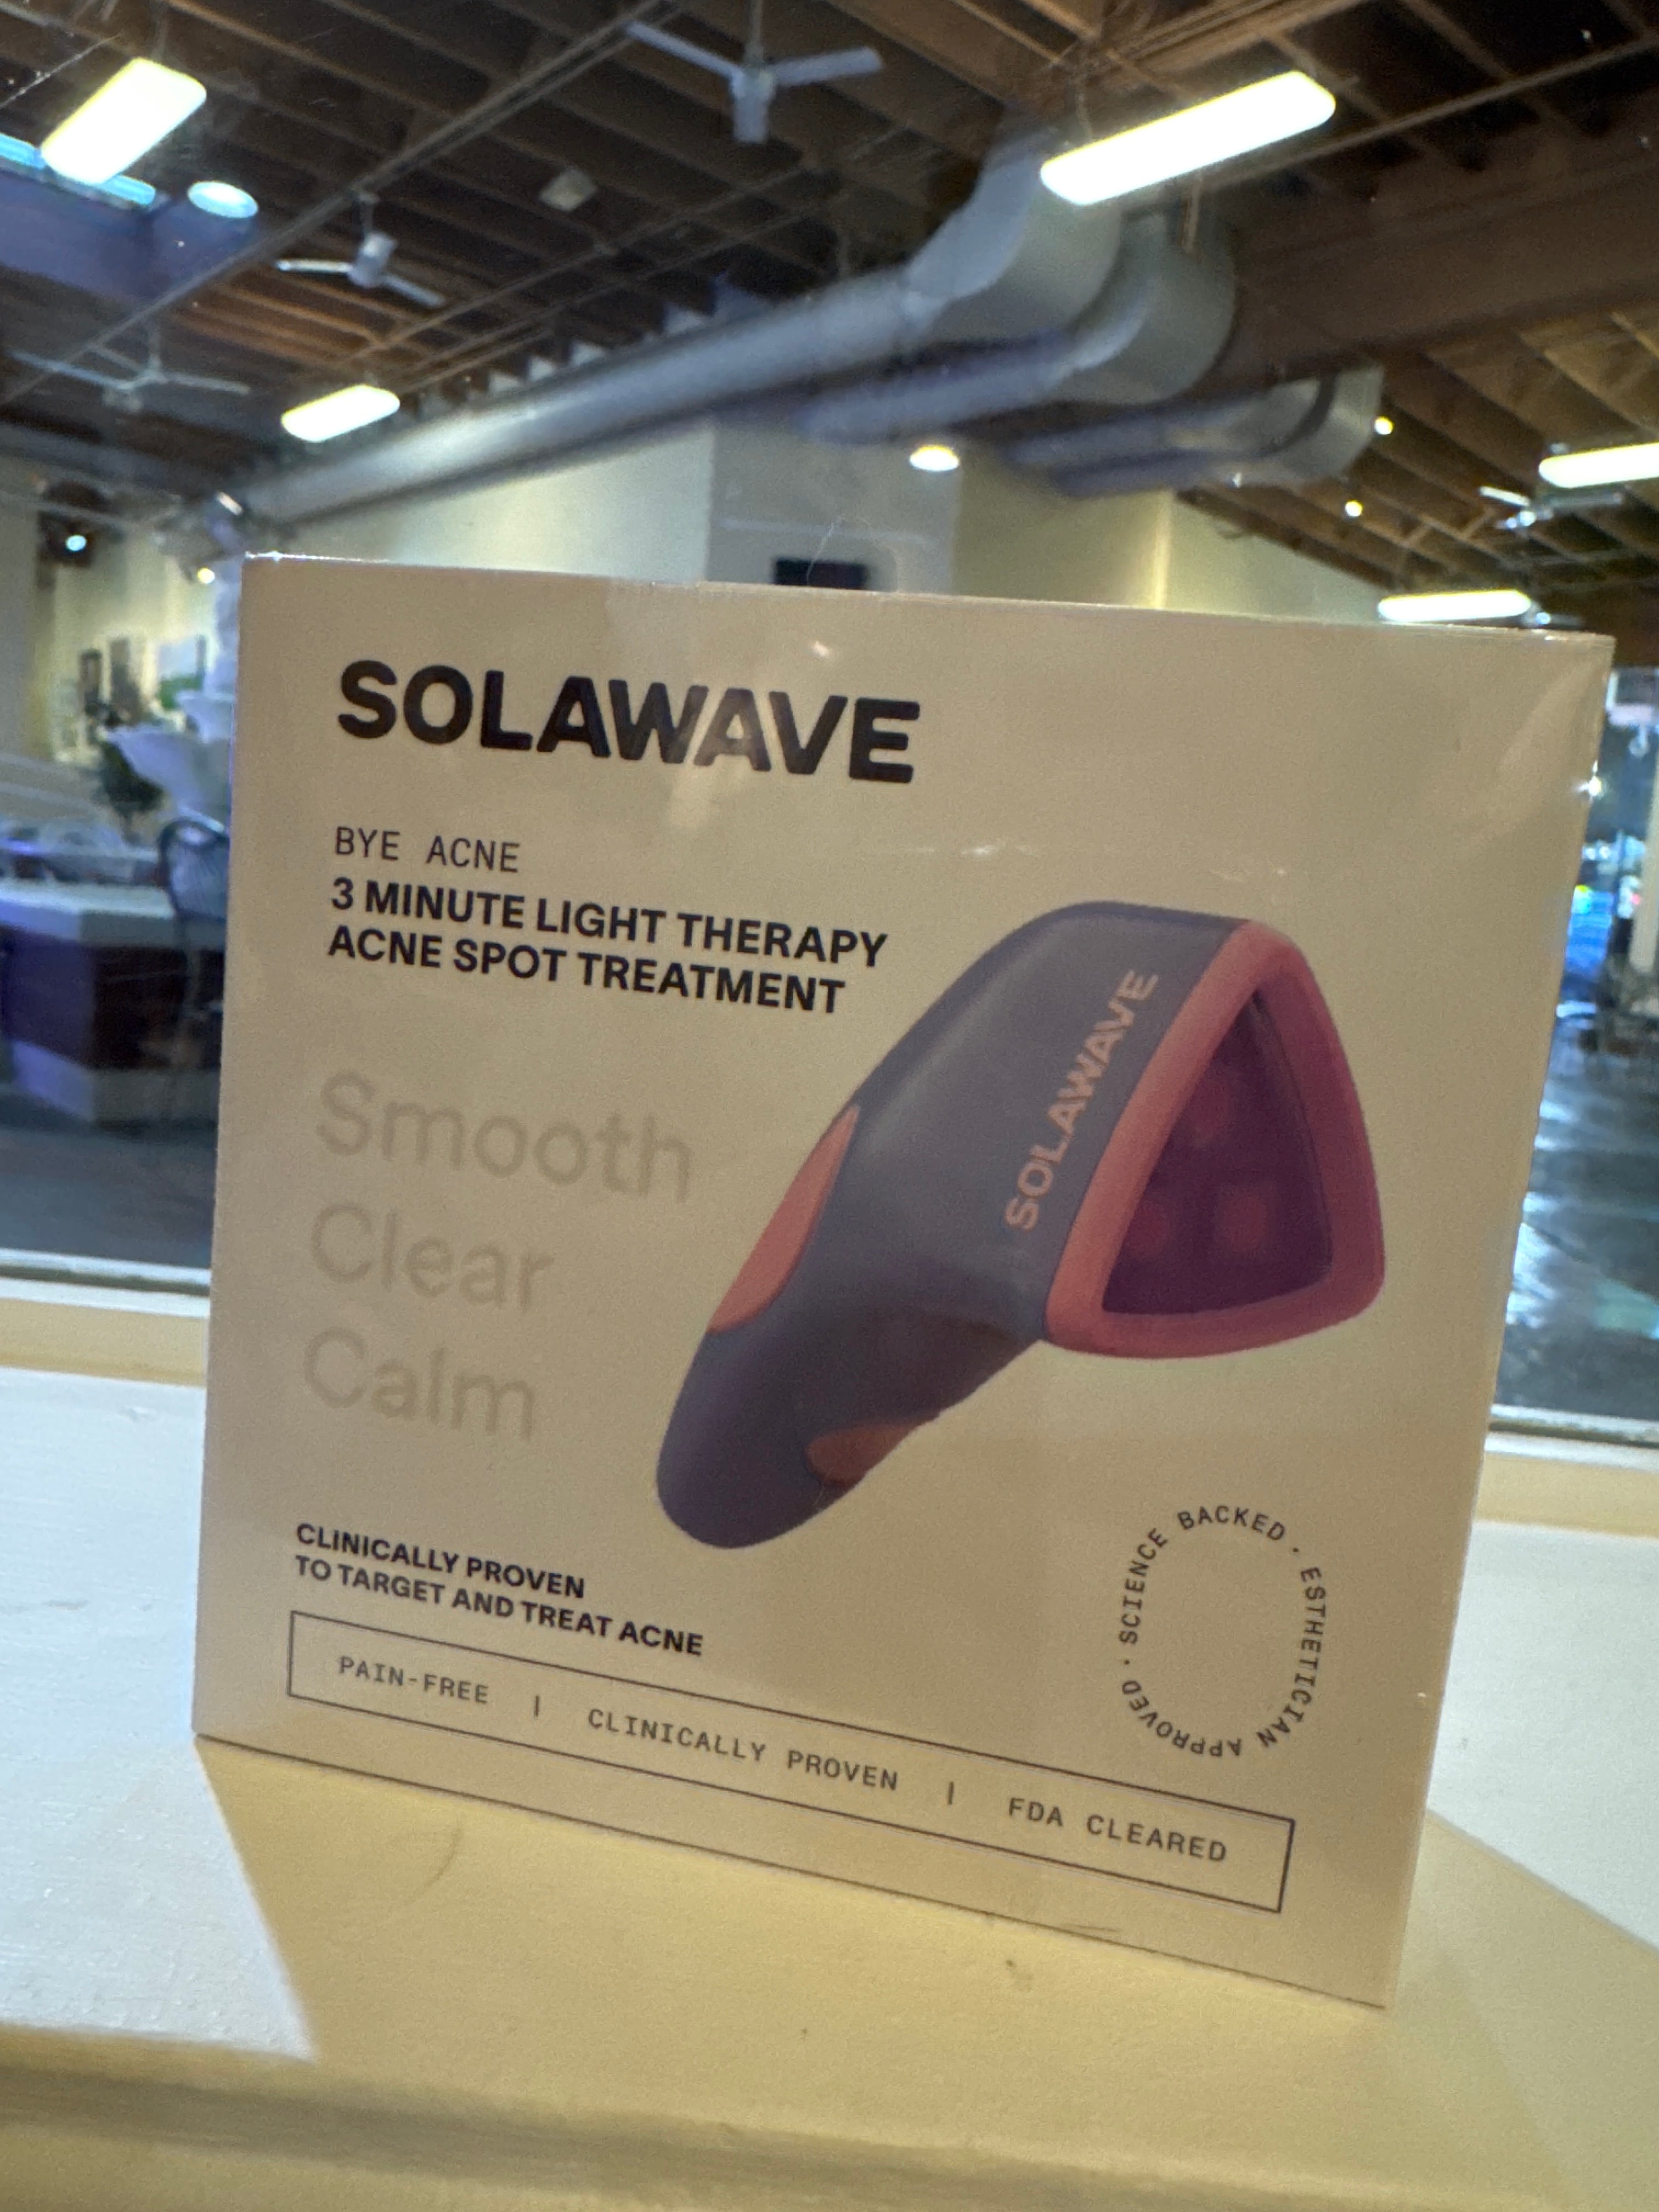 SOLAWAVE
BYE ACNE
3 MINUTE LIGHT THERAPY
ACNE SPOT TREATMENT
SOLAWAVE
Smooth
Clear
Calm
CLINICALLY PROVEN
TO TARGET AND TREAT ACNE
SCIENCE BACKED · ESTHETICIAN APPROVED ·
PAIN-FREE | CLINICALLY PROVEN | FDA CLEARED